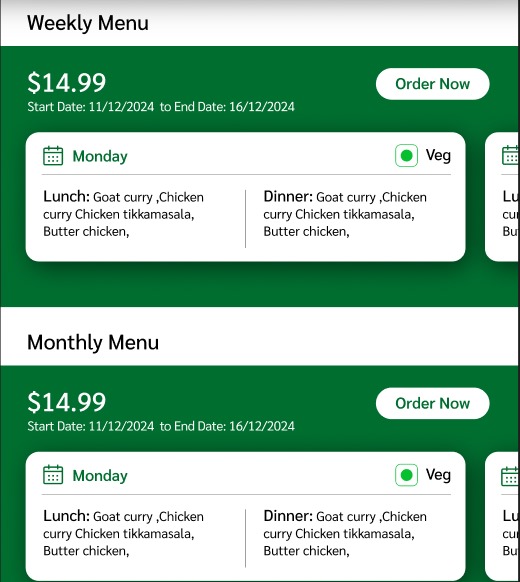 Weekly Menu
$14.99
Order Now
Start Date: 11/12/2024 to End Date: 16/12/2024
Monday
Veg
Lunch: Goat curry ,Chicken
curry Chicken tikkamasala,
Butter chicken,
Dinner: Goat curry ,Chicken
curry Chicken tikkamasala,
Butter chicken,
Lu
cur
Bu
Monthly Menu
$14.99
Order Now
Start Date: 11/12/2024 to End Date: 16/12/2024
Monday
Veg
Lunch: Goat curry ,Chicken
curry Chicken tikkamasala,
Butter chicken,
Dinner: Goat curry ,Chicken
curry Chicken tikkamasala,
Butter chicken,
Lu
cur
Bu